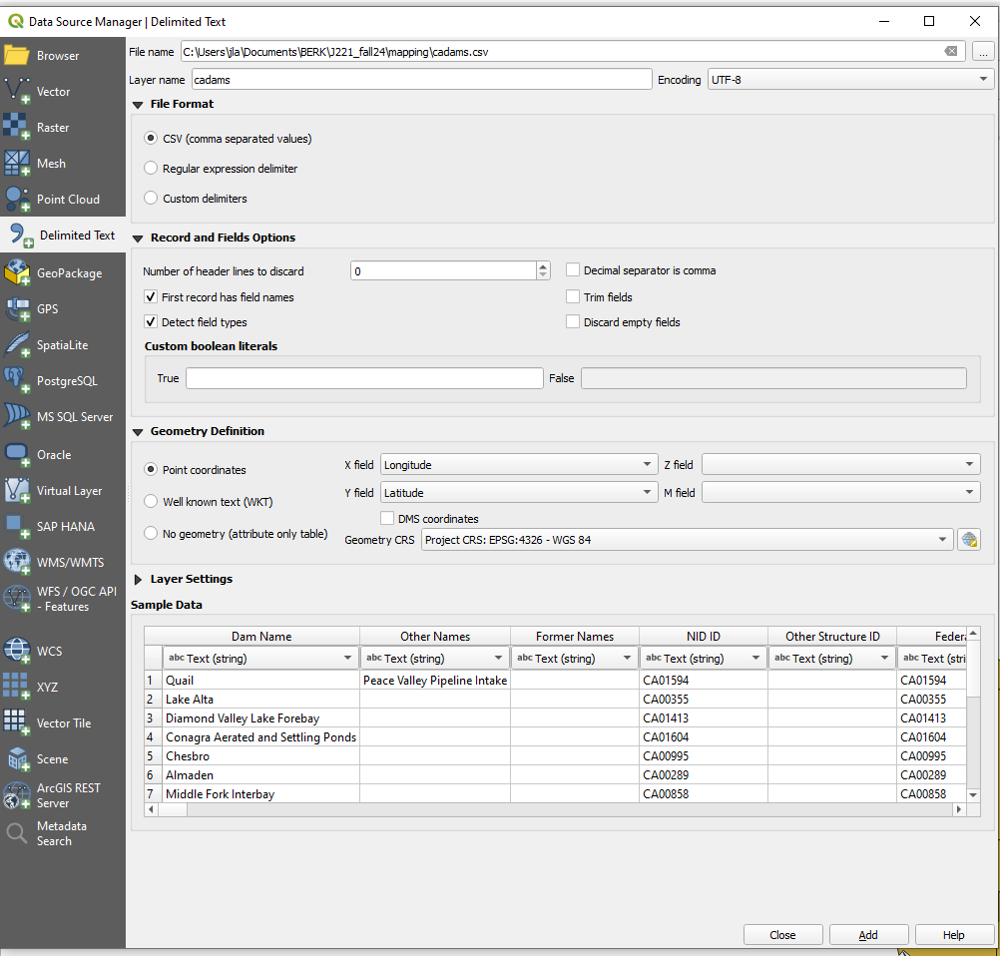 Data Source Manager | Delimited Text
Browser
Vector
Raster
Mesh
Point Cloud
Delimited Text
GeoPackage
GPS
SpatiaLite
PostgreSQL
MS SQL Server
Oracle
Virtual Layer
SAP HANA
WMS/WMTS
WFS / OGC API
- Features
WCS
XYZ
Vector Tile
Scene
ArcGIS REST
Server
Metadata
Search
File name C:\Users\jla\Documents\BERK\J221_fall24\mapping\cadams.csv ...
Layer name cadams Encoding UTF-8
File Format
CSV (comma separated values)
Regular expression delimiter
Custom delimiters
Record and Fields Options
Number of header lines to discard 0 Decimal separator is comma
First record has field names Trim fields
Detect field types Discard empty fields
Custom boolean literals
True False
Geometry Definition
Point coordinates X field Longitude Z field
Well known text (WKT) Y field Latitude M field
DMS coordinates
No geometry (attribute only table) Geometry CRS Project CRS: EPSG:4326 - WGS 84
Layer Settings
Sample Data
Dam Name Other Names Former Names NID ID Other Structure ID Federa
abc Text (string) abc Text (string) abc Text (string) abc Text (string) abc Text (string) abc Text (stri
1 Quail Peace Valley Pipeline Intake CA01594 CA01594
2 Lake Alta CA00355 CA00355
3 Diamond Valley Lake Forebay CA01413 CA01413
4 Conagra Aerated and Settling Ponds CA01604 CA01604
5 Chesbro CA00995 CA00995
6 Almaden CA00289 CA00289
7 Middle Fork Interbay CA00858 CA00858
Close Add Help